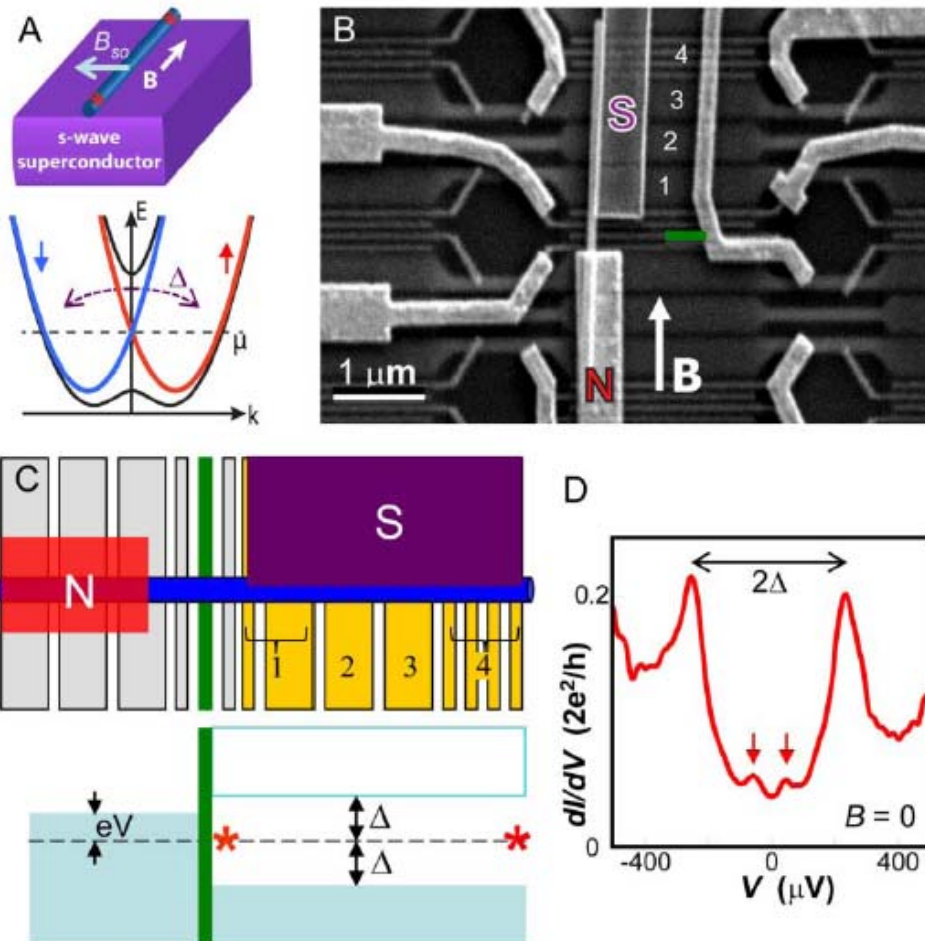 A
B_so
B
s-wave
superconductor
E
Δ
μ
k
B
4
3
S
2
1
1 μm
N
B
C
S
N
1
2
3
4
eV
Δ
Δ
* *
D
2Δ
0.2
dI/dV (2e²/h)
B = 0
0
-400
0
400
V (μV)